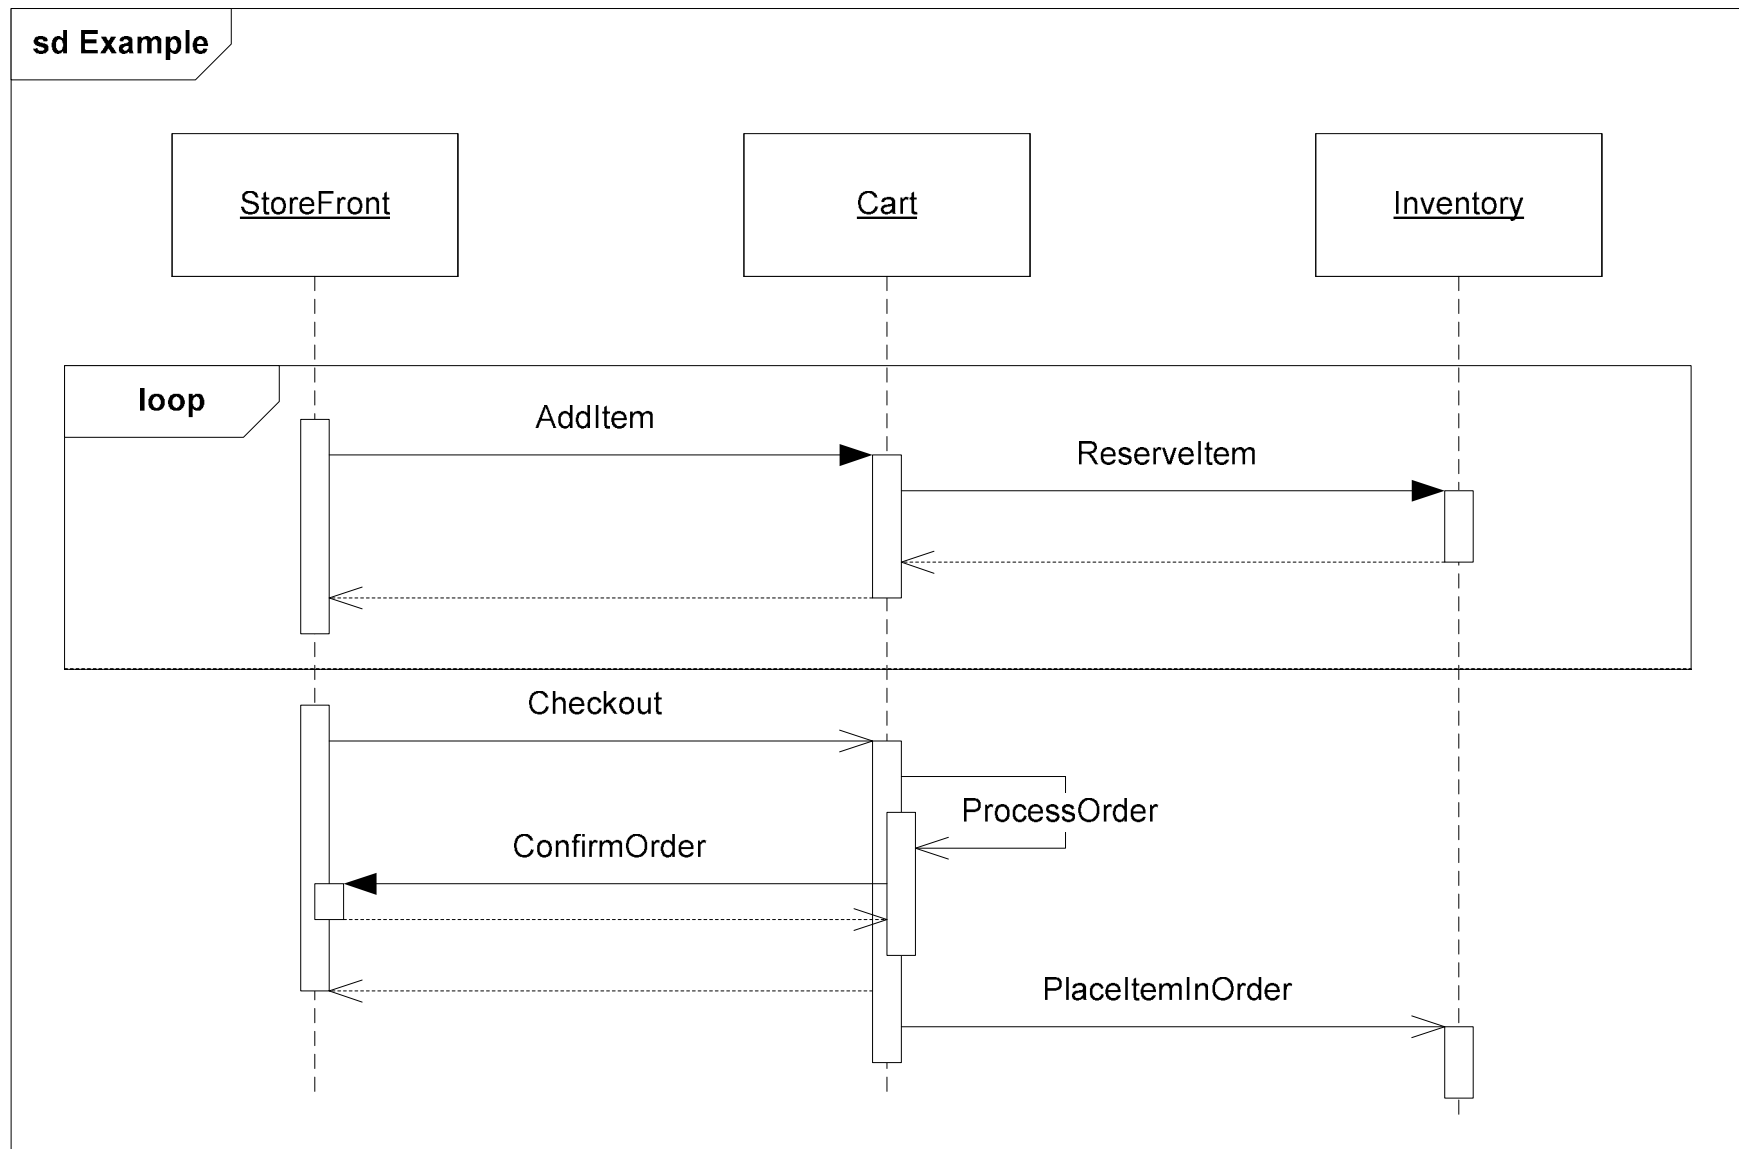 sd Example
StoreFront
Cart
Inventory
loop
AddItem
ReserveItem
Checkout
ProcessOrder
ConfirmOrder
PlaceItemInOrder